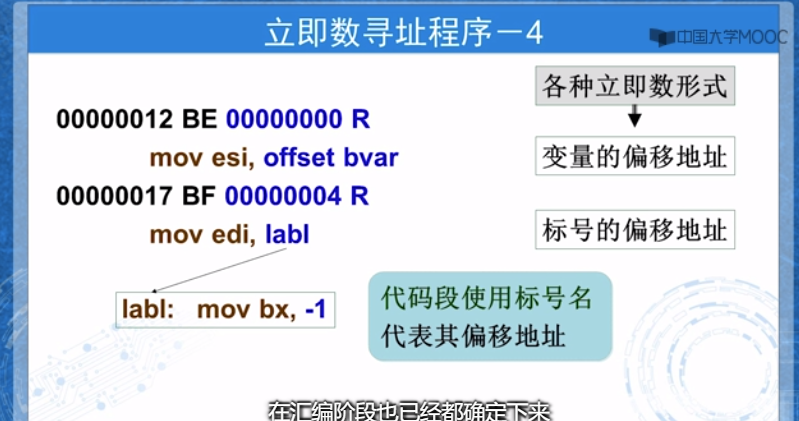 立即数寻址程序－4
中国大学MOOC
各种立即数形式
00000012 BE 00000000 R
mov esi, offset bvar
变量的偏移地址
00000017 BF 00000004 R
mov edi, labl
标号的偏移地址
labl: mov bx, -1
代码段使用标号名
代表其偏移地址
在汇编阶段也已经都确定下来